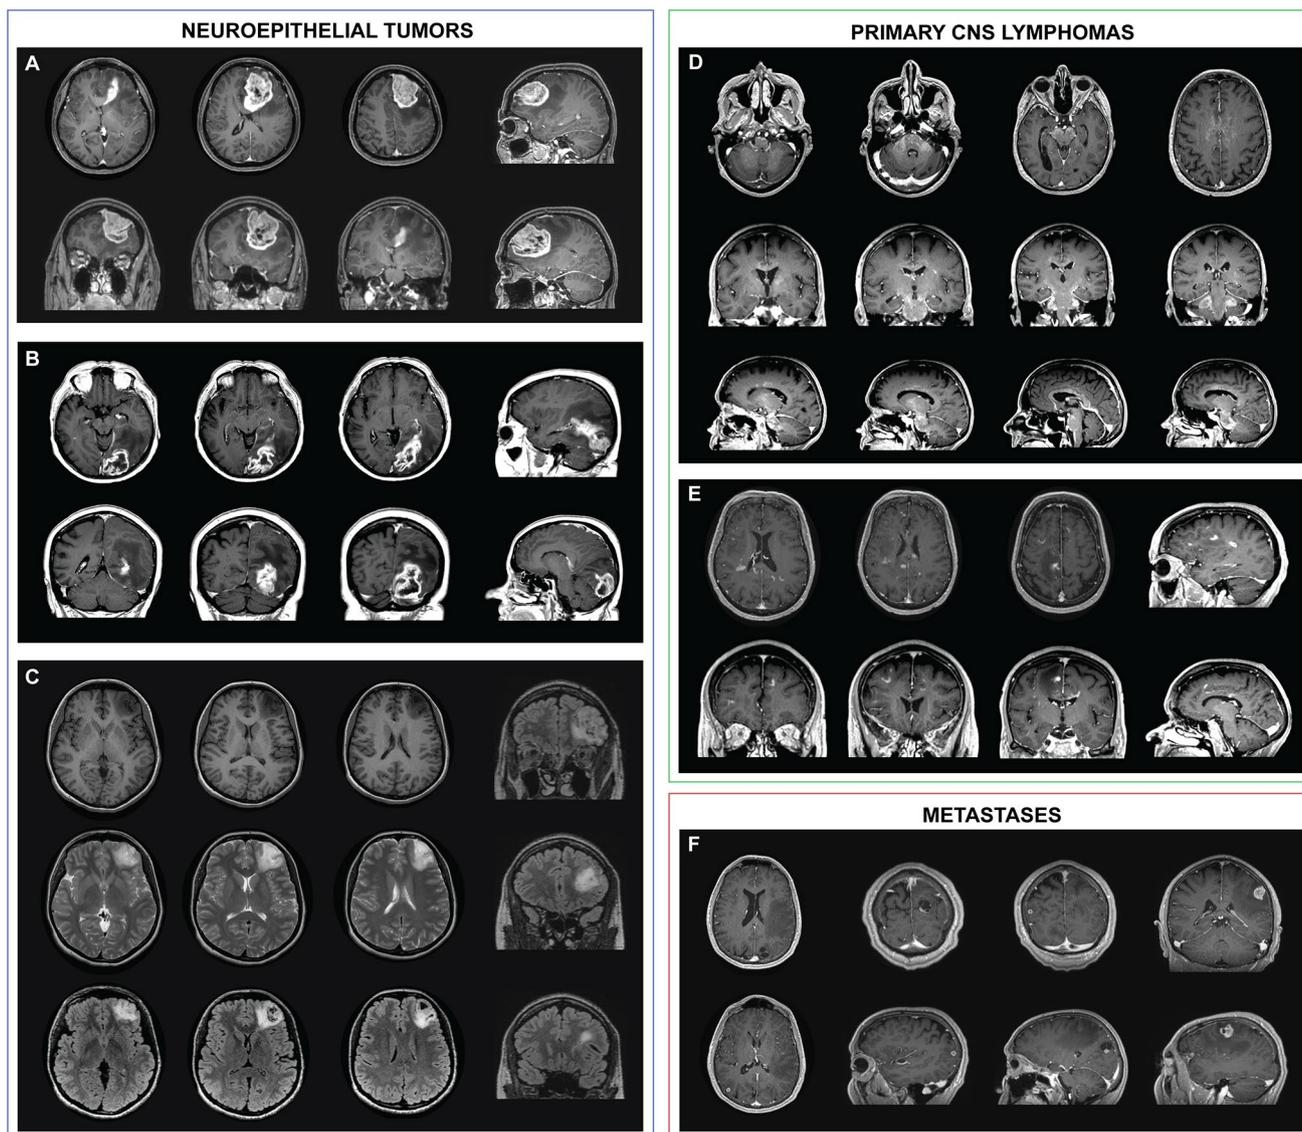 NEUROEPITHELIAL TUMORS
A
B
C
PRIMARY CNS LYMPHOMAS
D
E
METASTASES
F